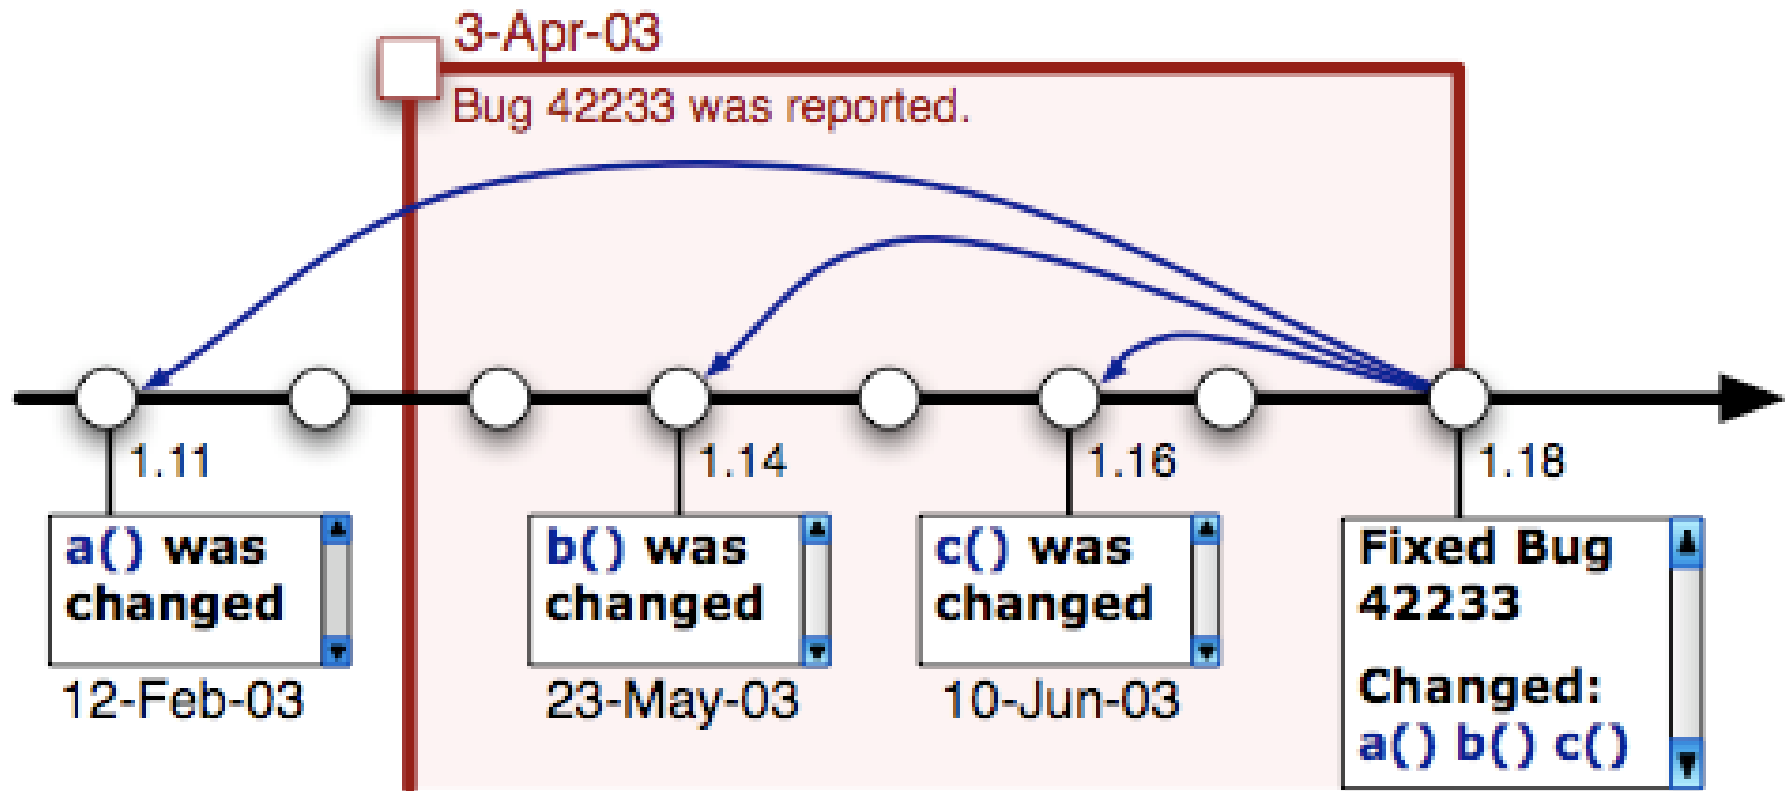 3-Apr-03
Bug 42233 was reported.
1.11
1.14
1.16
1.18
a() was
changed
12-Feb-03
b() was
changed
23-May-03
c() was
changed
10-Jun-03
Fixed Bug
42233
Changed:
a() b() c()